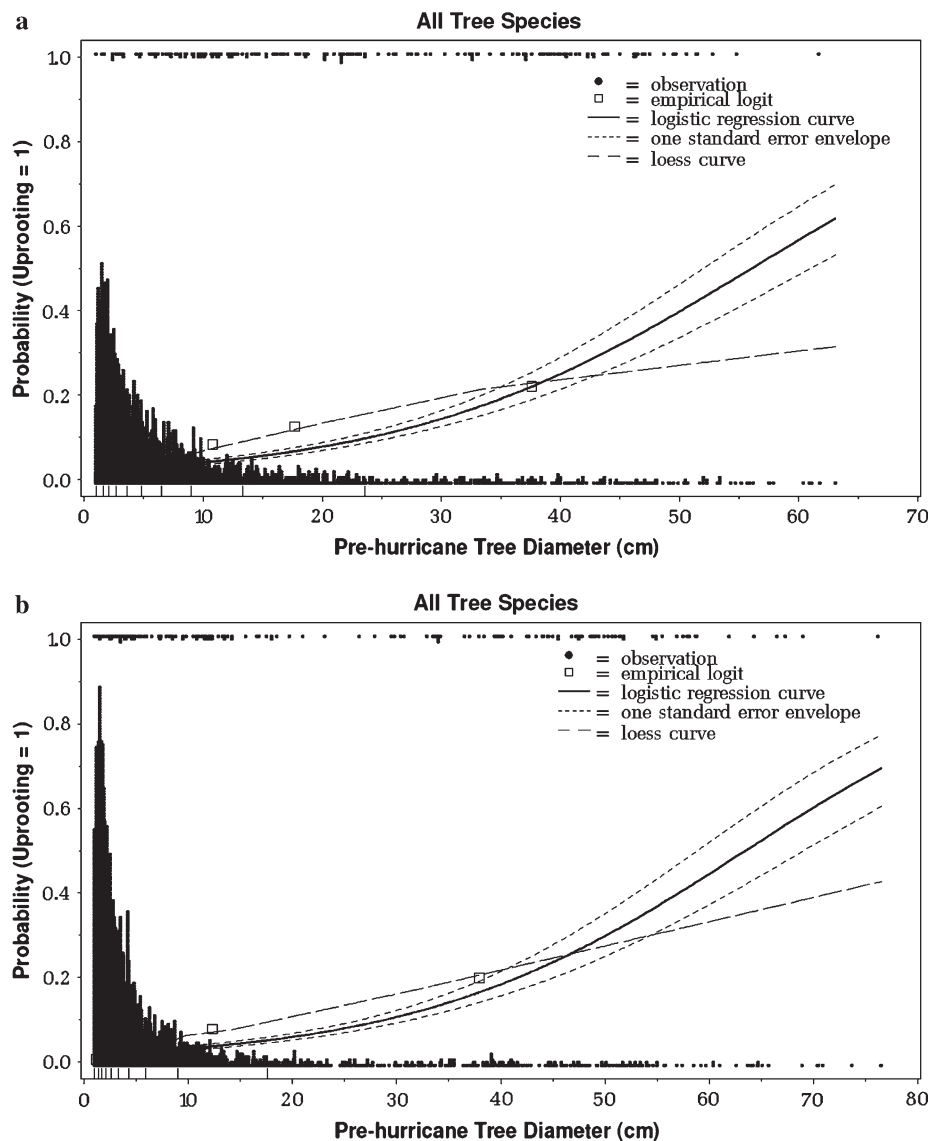 a
All Tree Species
1.0
0.8
0.6
0.4
0.2
0.0
Probability (Uprooting = 1)
● = observation
□ = empirical logit
= logistic regression curve
= one standard error envelope
= loess curve
0 10 20 30 40 50 60 70
Pre-hurricane Tree Diameter (cm)
b
All Tree Species
1.0
0.8
0.6
0.4
0.2
0.0
Probability (Uprooting = 1)
● = observation
□ = empirical logit
= logistic regression curve
= one standard error envelope
= loess curve
0 10 20 30 40 50 60 70 80
Pre-hurricane Tree Diameter (cm)